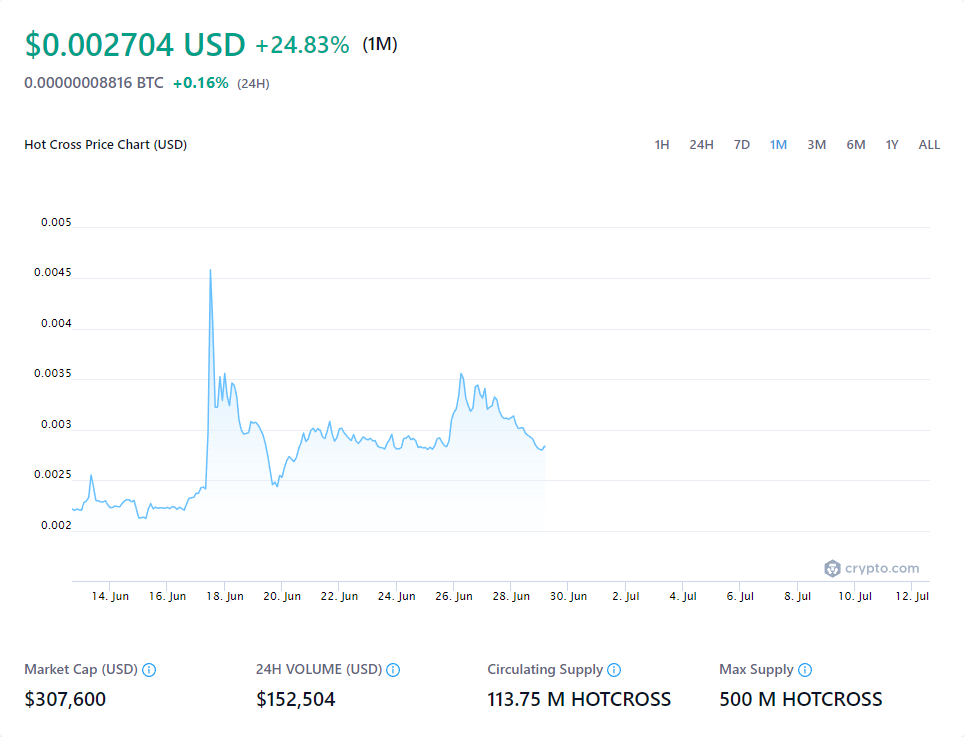 $0.002704 USD +24.83% (1M)
0.00000008816 BTC +0.16% (24H)
Hot Cross Price Chart (USD) 1H 24H 7D 1M 3M 6M 1Y ALL
0.005
0.0045
0.004
0.0035
0.003
0.0025
0.002
crypto.com
14. Jun 16. Jun 18. Jun 20. Jun 22. Jun 24. Jun 26. Jun 28. Jun 30. Jun 2. Jul 4. Jul 6. Jul 8. Jul 10. Jul 12. Jul
Market Cap (USD) 24H VOLUME (USD) Circulating Supply Max Supply
$307,600 $152,504 113.75 M HOTCROSS 500 M HOTCROSS